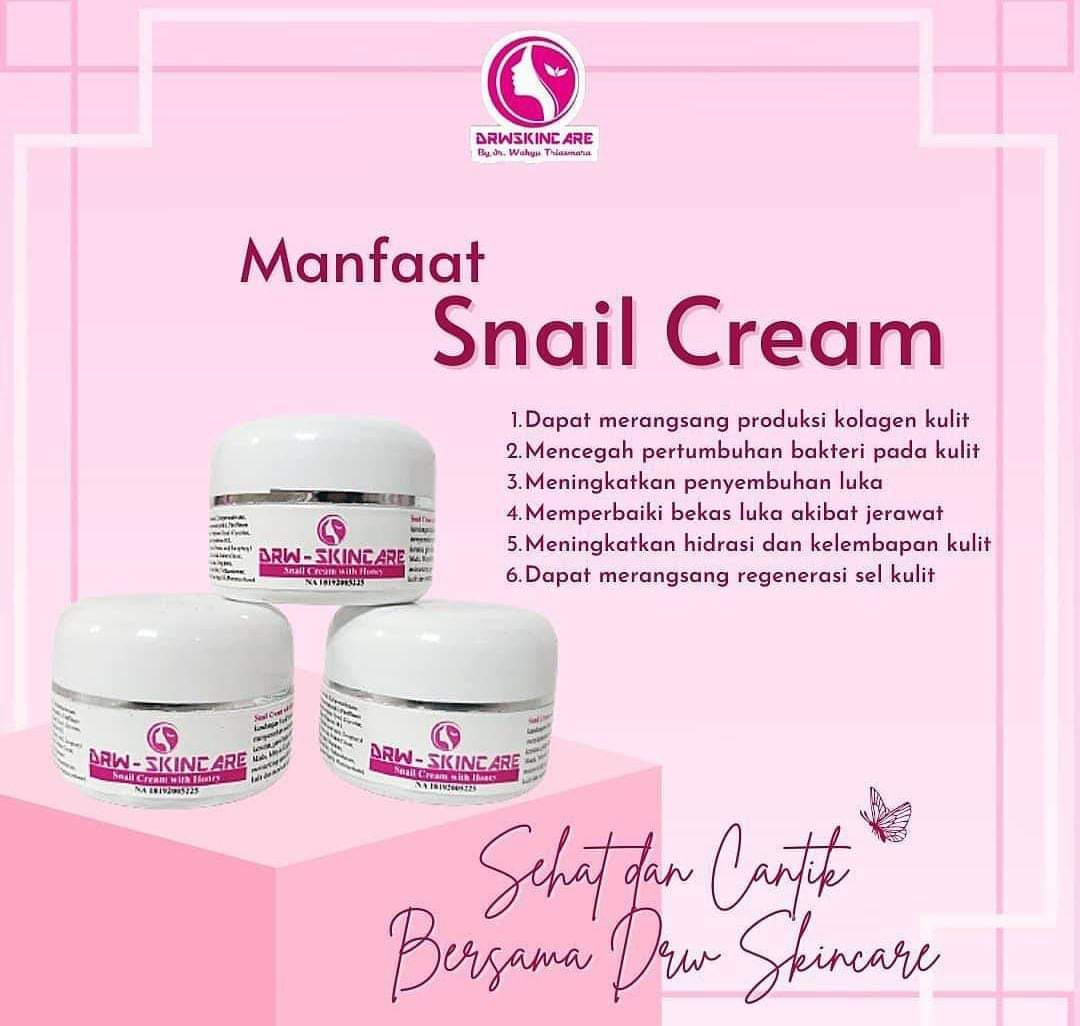 DRWSKINCARE
By dr. Wahyu Triasmara
Manfaat
Snail Cream
1. Dapat merangsang produksi kolagen kulit
2. Mencegah pertumbuhan bakteri pada kulit
3. Meningkatkan penyembuhan luka
4. Memperbaiki bekas luka akibat jerawat
5. Meningkatkan hidrasi dan kelembapan kulit
6. Dapat merangsang regenerasi sel kulit
DRW-SKINCARE
Snail Cream with Honey
NA 18192005225
DRW-SKINCARE
Snail Cream with Honey
NA 18192005225
DRW-SKINCARE
Snail Cream with Honey
NA 18192005225
Sehat dan Cantik
Bersama Drw Skincare